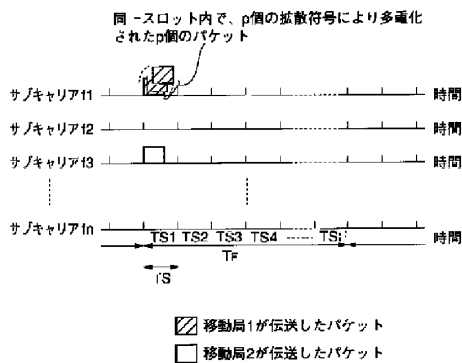 同一スロット内で、p個の拡散符号により多重化
されたp個のパケット
サブキャリアf1 時間
サブキャリアf2 時間
サブキャリアf3 時間
サブキャリアfn 時間
TS1 TS2 TS3 TS4 TSi
TF
TS
移動局1が伝送したパケット
移動局2が伝送したパケット